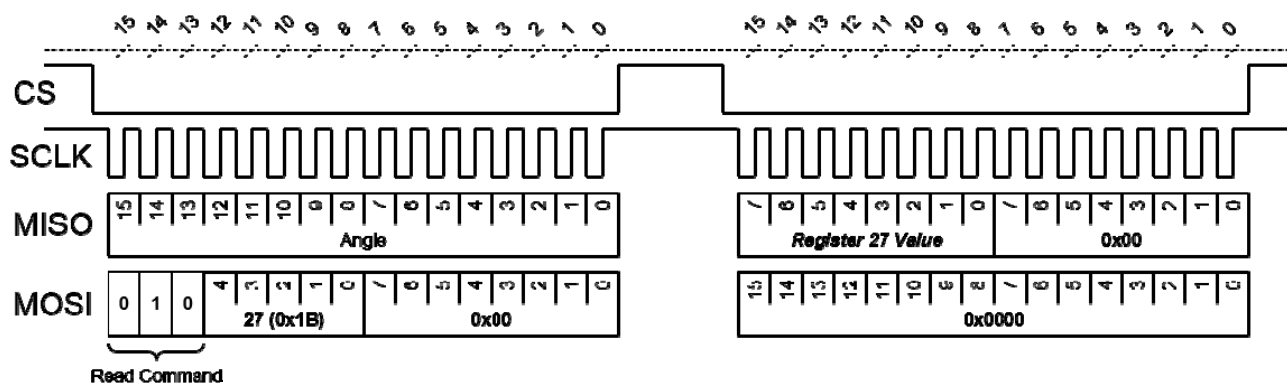 15 14 13 12 11 10 9 8 7 6 5 4 3 2 1 0 15 14 13 12 11 10 9 8 7 6 5 4 3 2 1 0
CS
SCLK
MISO 15 14 13 12 11 10 9 8 7 6 5 4 3 2 1 0 7 6 5 4 3 2 1 0 7 6 5 4 3 2 1 0
Angle Register 27 Value 0x00
MOSI 0 1 0 4 3 2 1 0 7 6 5 4 3 2 1 0 15 14 13 12 11 10 9 8 7 6 5 4 3 2 1 0
27 (0x1B) 0x00 0x0000
Read Command